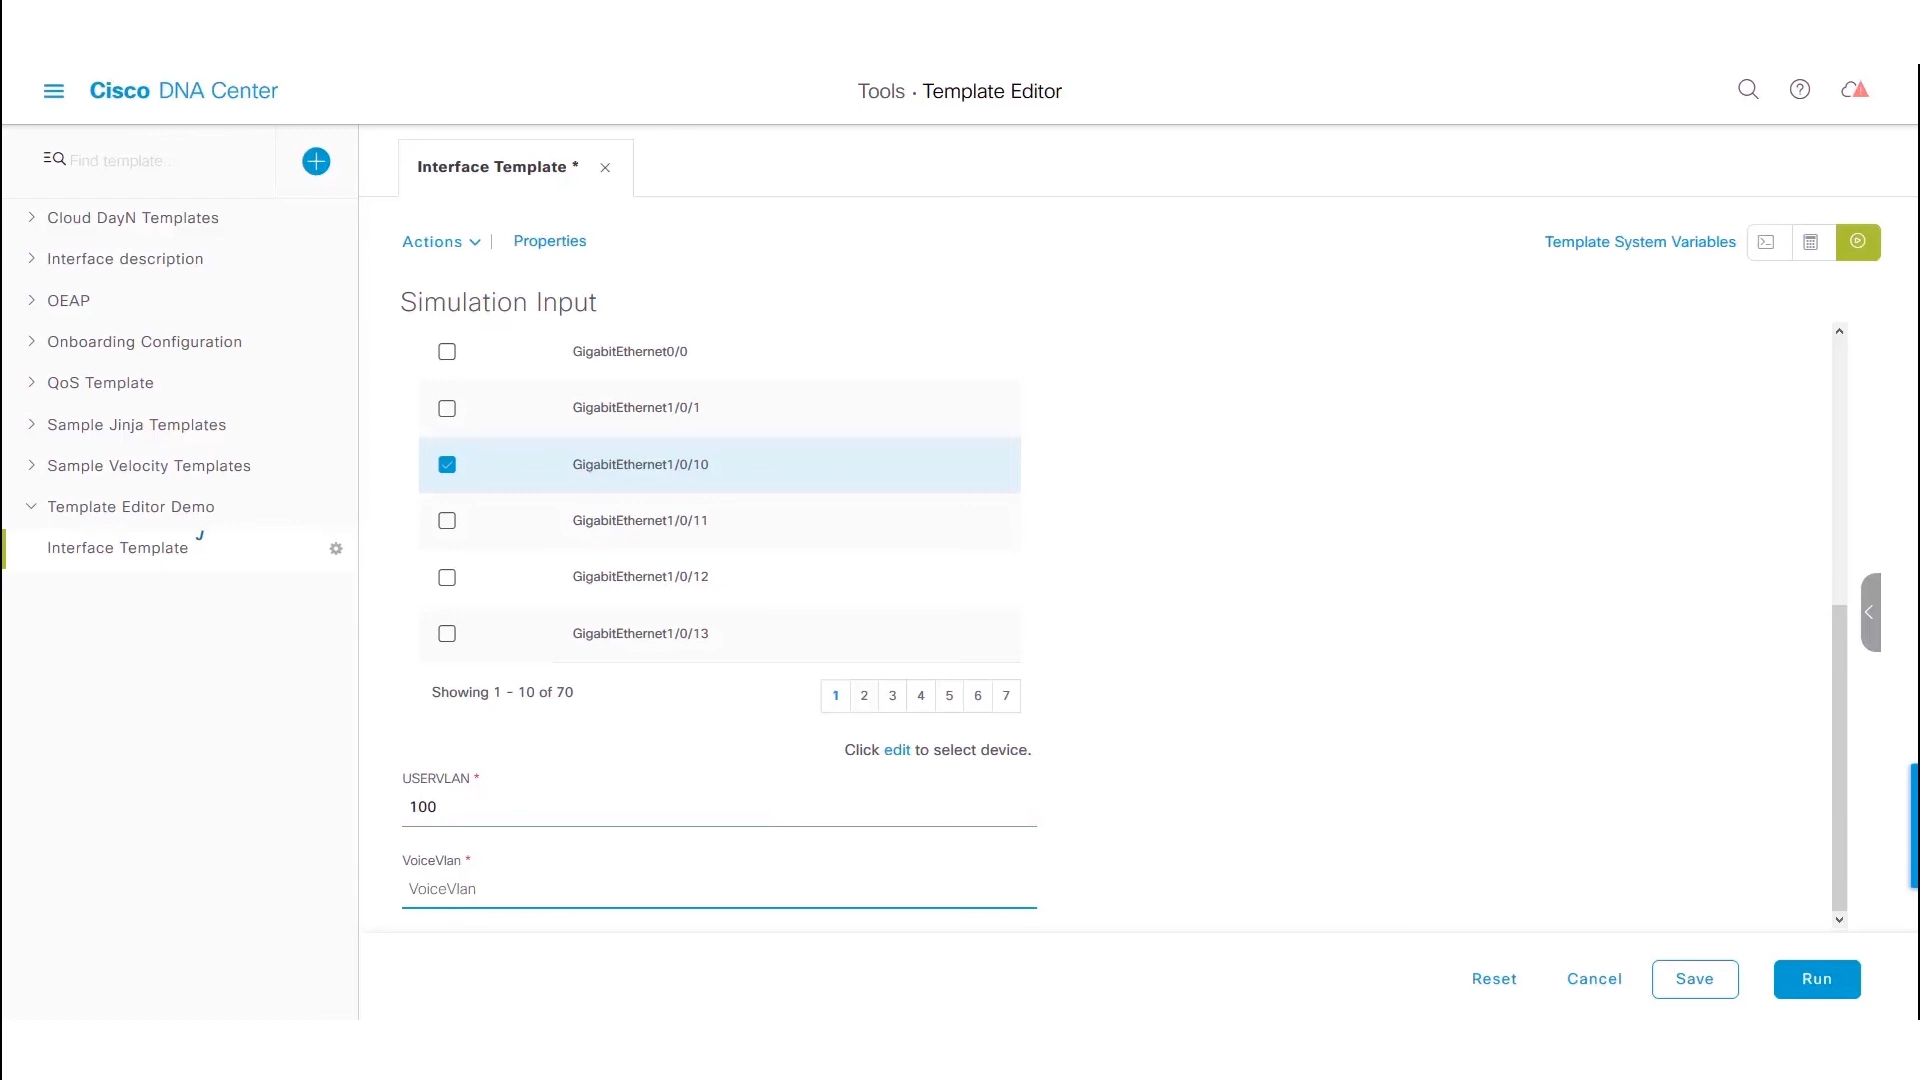 Cisco DNA Center
Tools · Template Editor
Find template...
Interface Template *
Cloud DayN Templates
Interface description
OEAP
Onboarding Configuration
QoS Template
Sample Jinja Templates
Sample Velocity Templates
Template Editor Demo
Interface Template J
Actions | Properties
Template System Variables
Simulation Input
GigabitEthernet0/0
GigabitEthernet1/0/1
GigabitEthernet1/0/10
GigabitEthernet1/0/11
GigabitEthernet1/0/12
GigabitEthernet1/0/13
Showing 1 - 10 of 70
1 2 3 4 5 6 7
Click edit to select device.
USERVLAN *
100
VoiceVlan *
VoiceVlan
Reset Cancel Save Run